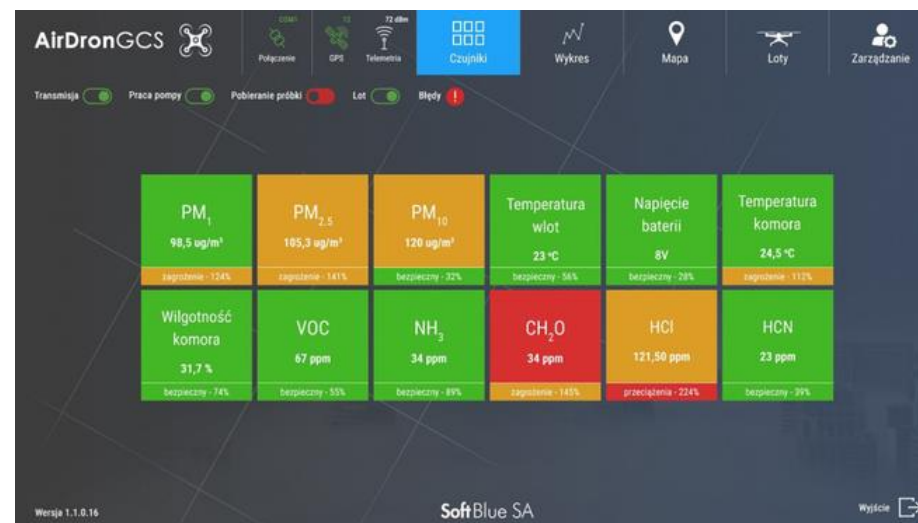 AirDronGCS
COM1
Połączenie
13
GPS
72 dBm
Telemetria
Czujniki
Wykres
Mapa
Loty
Zarządzanie
Transmisja
Praca pompy
Pobieranie próbki
Lot
Błędy
!
PM1
98,5 ug/m³
zagrożenie - 124%
PM2.5
105,3 ug/m³
zagrożenie - 141%
PM10
120 ug/m³
bezpieczny - 32%
Temperatura
wlot
23 °C
bezpieczny - 56%
Napięcie
baterii
8V
bezpieczny - 28%
Temperatura
komora
24,5 °C
zagrożenie - 112%
Wilgotność
komora
31,7 %
bezpieczny - 74%
VOC
67 ppm
bezpieczny - 55%
NH3
34 ppm
bezpieczny - 89%
CH2O
34 ppm
zagrożenie - 145%
HCl
121,50 ppm
przeciążenia - 224%
HCN
23 ppm
bezpieczny - 39%
Wersja 1.1.0.16
SoftBlue SA
Wyjście